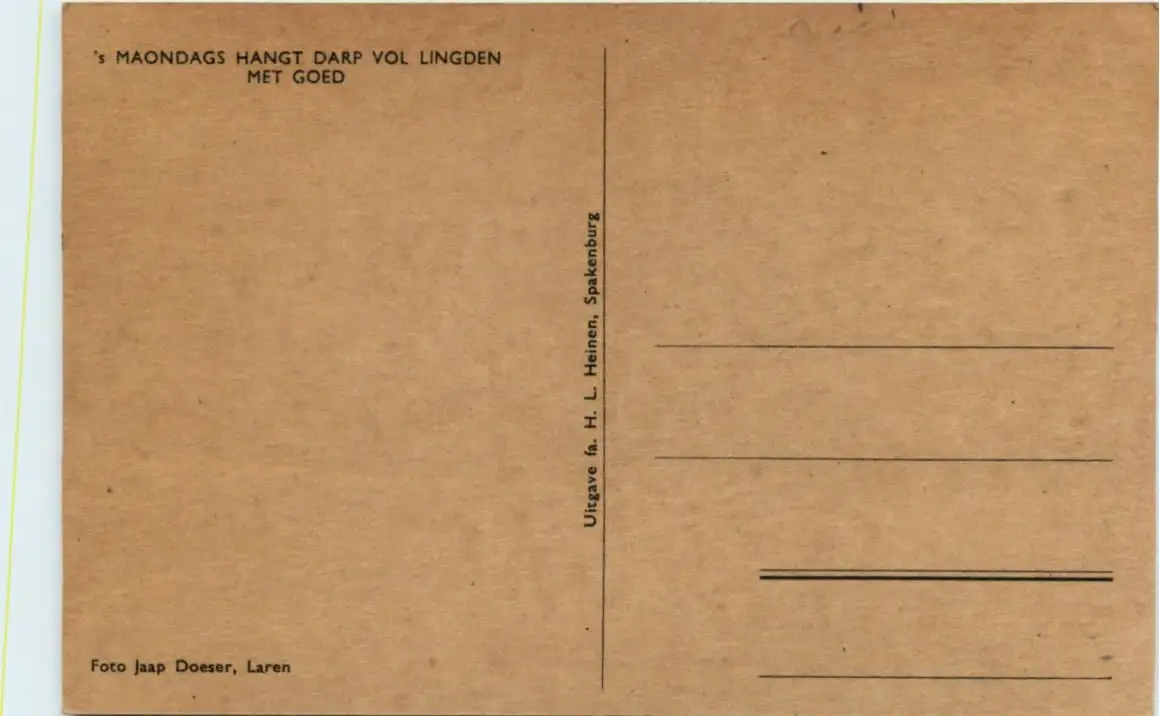 's MAONDAGS HANGT DARP VOL LINGDEN
MET GOED
Uitgave fa. H. L. Heinen, Spakenburg
Foto Jaap Doeser, Laren